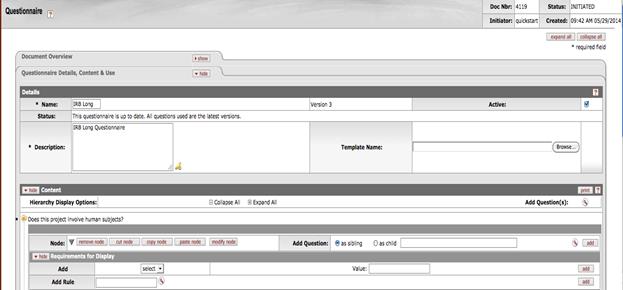 Questionnaire ?
Doc Nbr: 4119 Status: INITIATED
Initiator: quickstart Created: 09:42 AM 05/29/2014
expand all collapse all
* required field
Document Overview show
Questionnaire Details, Content & Use hide
Details ?
* Name: IRB Long Version 3 Active:
Status: This questionnaire is up to date. All questions used are the latest versions.
* Description: IRB Long Questionnaire Template Name: Browse...
hide Content print ?
Hierarchy Display Options: Collapse All Expand All Add Question(s):
Does this project involve human subjects?
Node: remove node cut node copy node paste node modify node Add Question: as sibling as child add
hide Requirements for Display
Add select Value: add
Add Rule add